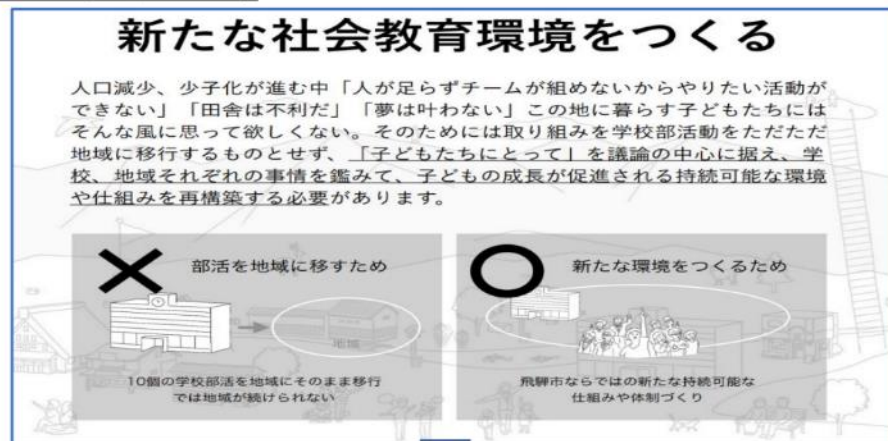 新たな社会教育環境をつくる
人口減少、少子化が進む中「人が足らずチームが組めないからやりたい活動が
できない」「田舎は不利だ」「夢は叶わない」この地に暮らす子どもたちには
そんな風に思って欲しくない。そのためには取り組みを学校部活動をただただ
地域に移行するものとせず、「子どもたちにとって」を議論の中心に据え、学
校、地域それぞれの事情を鑑みて、子どもの成長が促進される持続可能な環境
や仕組みを再構築する必要があります。
部活を地域に移すため
地域
10個の学校部活を地域にそのまま移行
では地域が続けられない
新たな環境をつくるため
飛騨市ならではの新たな持続可能な
仕組みや体制づくり